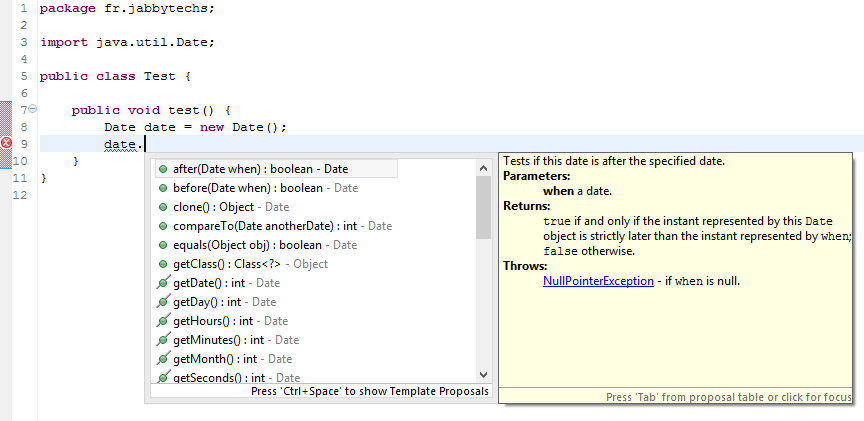 1 package fr.jabbytechs;
2
3 import java.util.Date;
4
5 public class Test {
6
7 public void test() {
8 Date date = new Date();
9 date.
10 }
11 }
12
after(Date when) : boolean - Date
before(Date when) : boolean - Date
clone() : Object - Date
compareTo(Date anotherDate) : int - Date
equals(Object obj) : boolean - Date
getClass() : Class<?> - Object
getDate() : int - Date
getDay() : int - Date
getHours() : int - Date
getMinutes() : int - Date
getMonth() : int - Date
getSeconds() : int - Date
Press 'Ctrl+Space' to show Template Proposals
Tests if this date is after the specified date.
Parameters:
when a date.
Returns:
true if and only if the instant represented by this Date
object is strictly later than the instant represented by when;
false otherwise.
Throws:
NullPointerException - if when is null.
Press 'Tab' from proposal table or click for focus